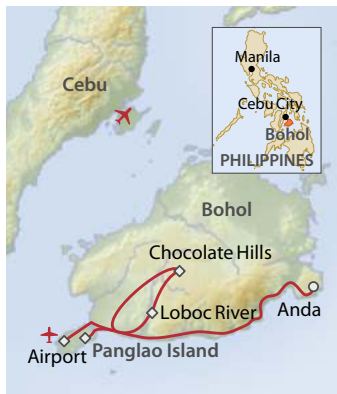 Manila
Cebu
Cebu City
Bohol
PHILIPPINES
Bohol
Chocolate Hills
Loboc River
Anda
Airport
Panglao Island